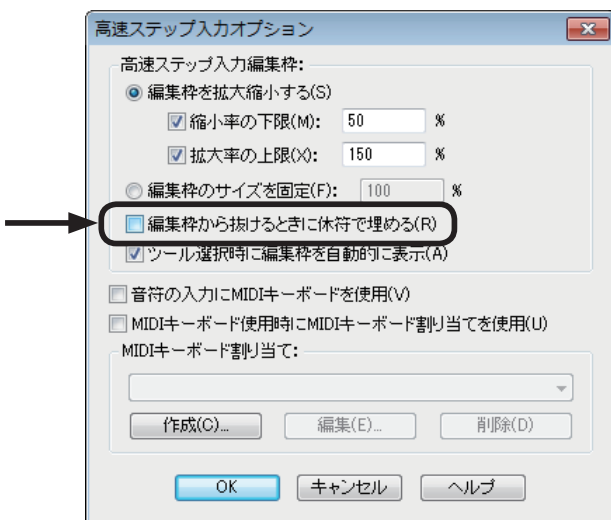 高速ステップ入力オプション
高速ステップ入力編集枠:
編集枠を拡大縮小する(S)
縮小率の下限(M): 50 %
拡大率の上限(X): 150 %
編集枠のサイズを固定(F): 100 %
編集枠から抜けるときに休符で埋める(R)
ツール選択時に編集枠を自動的に表示(A)
音符の入力にMIDIキーボードを使用(V)
MIDIキーボード使用時にMIDIキーボード割り当てを使用(U)
MIDIキーボード割り当て:
作成(C)... 編集(E)... 削除(D)
OK キャンセル ヘルプ